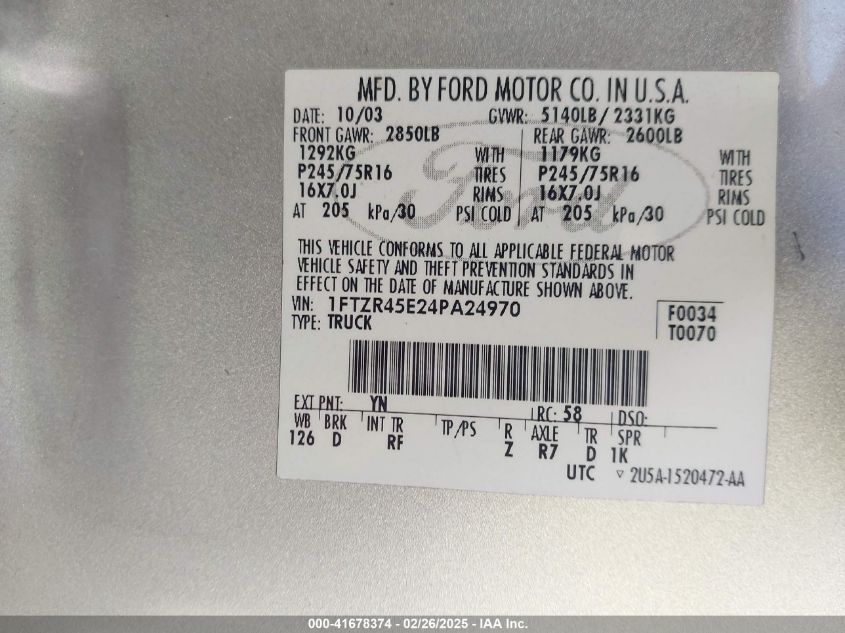 MFD. BY FORD MOTOR CO. IN U.S.A.
DATE: 10/03 GVWR: 5140LB/ 2331KG
FRONT GAWR: 2850LB REAR GAWR: 2600LB
1292KG WITH 1179KG WITH
P245/75R16 TIRES P245/75R16 TIRES
16X7.0J RIMS 16X7.0J RIMS
AT 205 kPa/30 PSI COLD AT 205 kPa/30 PSI COLD
Ford
THIS VEHICLE CONFORMS TO ALL APPLICABLE FEDERAL MOTOR
VEHICLE SAFETY AND THEFT PREVENTION STANDARDS IN
EFFECT ON THE DATE OF MANUFACTURE SHOWN ABOVE.
VIN: 1FTZR45E24PA24970 F0034
TYPE: TRUCK T0070
EXT PNT: YN RC: 58 DSO:
WB BRK INT TR TP/PS R AXLE TR SPR
126 D RF Z R7 D 1K
UTC ▽ 2U5A-1520472-AA
000-41678374 - 02/26/2025 - IAA Inc.